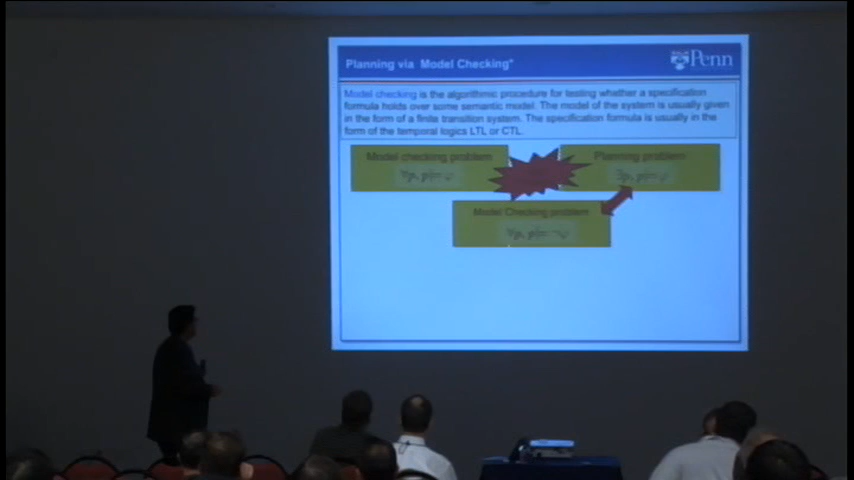 Planning via Model Checking*
Penn
Model checking is the algorithmic procedure for testing whether a specification
formula holds over some semantic model. The model of the system is usually given
in the form of a finite transition system. The specification formula is usually in the
form of the temporal logics LTL or CTL.
Model checking problem
Planning problem
Model Checking problem